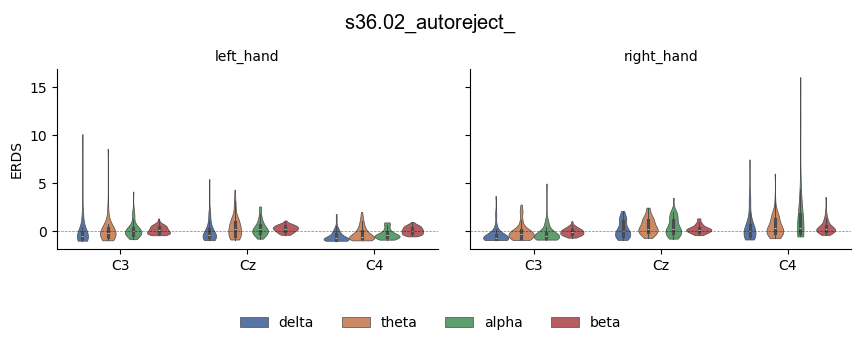 s36.02_autoreject_
left_hand
right_hand
ERDS
15
10
5
0
C3
Cz
C4
C3
Cz
C4
delta
theta
alpha
beta